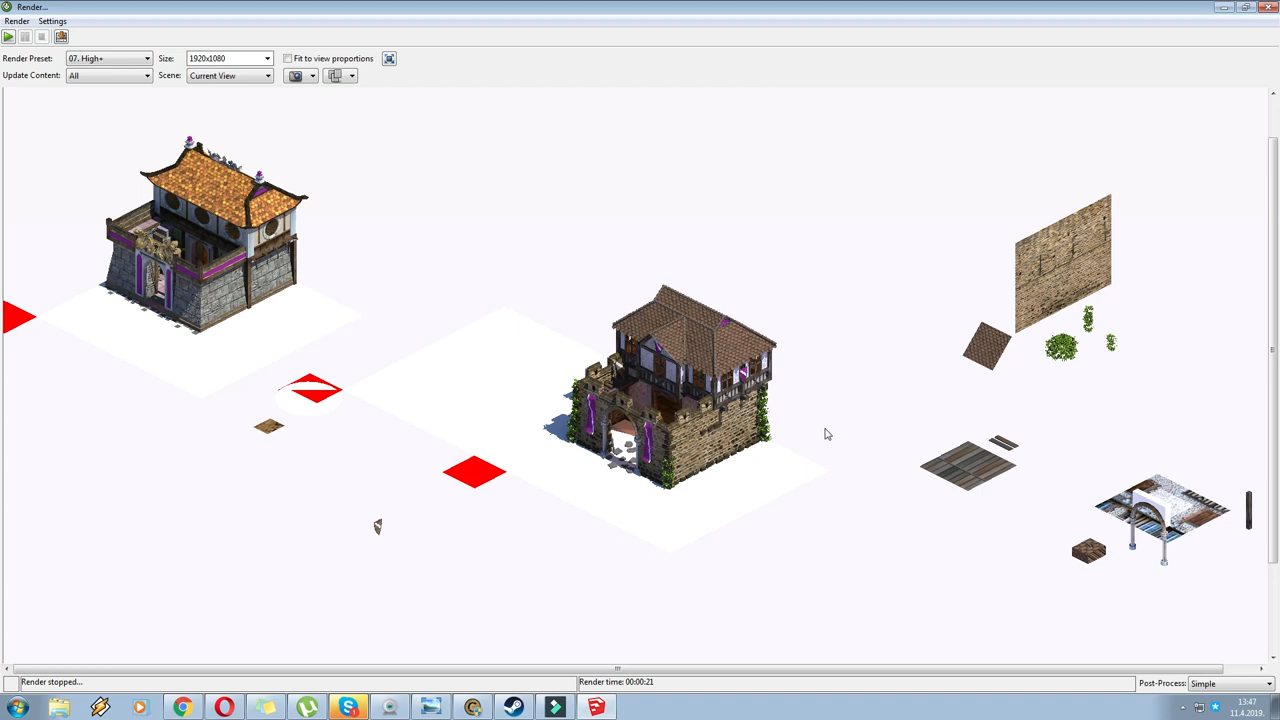 Render...
Render Settings
Render Preset: 07. High+ Size: 1920x1080 Fit to view proportions
Update Content: All Scene: Current View
Render stopped... Render time: 00:00:21 Post-Process: Simple
13:47
11.4.2019.